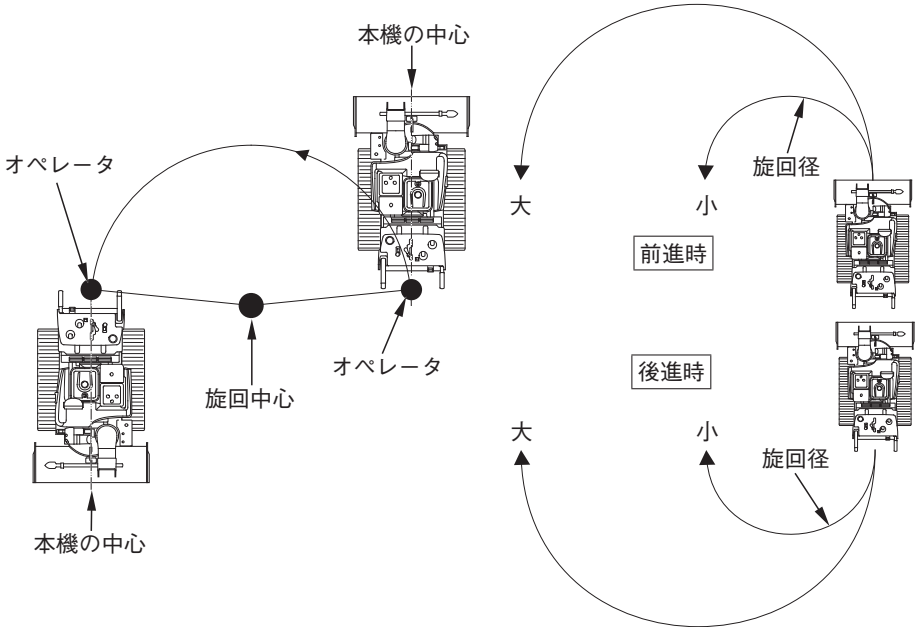 本機の中心
オペレータ
オペレータ
旋回中心
本機の中心
旋回径
大
小
前進時
後進時
大
小
旋回径